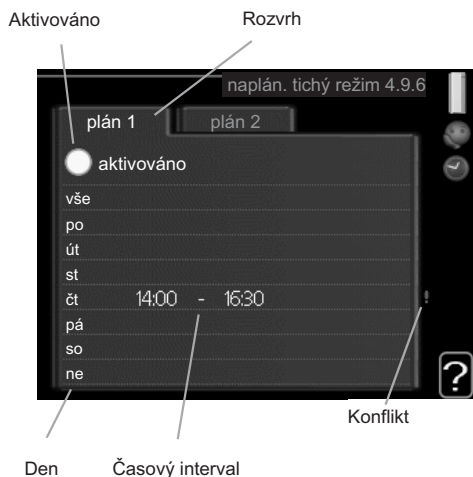 Aktivováno Rozvrh
naplán. tichý režim 4.9.6
plán 1 plán 2
aktivováno
vše
po
út
st
čt 14:00 - 16:30 !
pá
so
ne
?
Konflikt
Den Časový interval